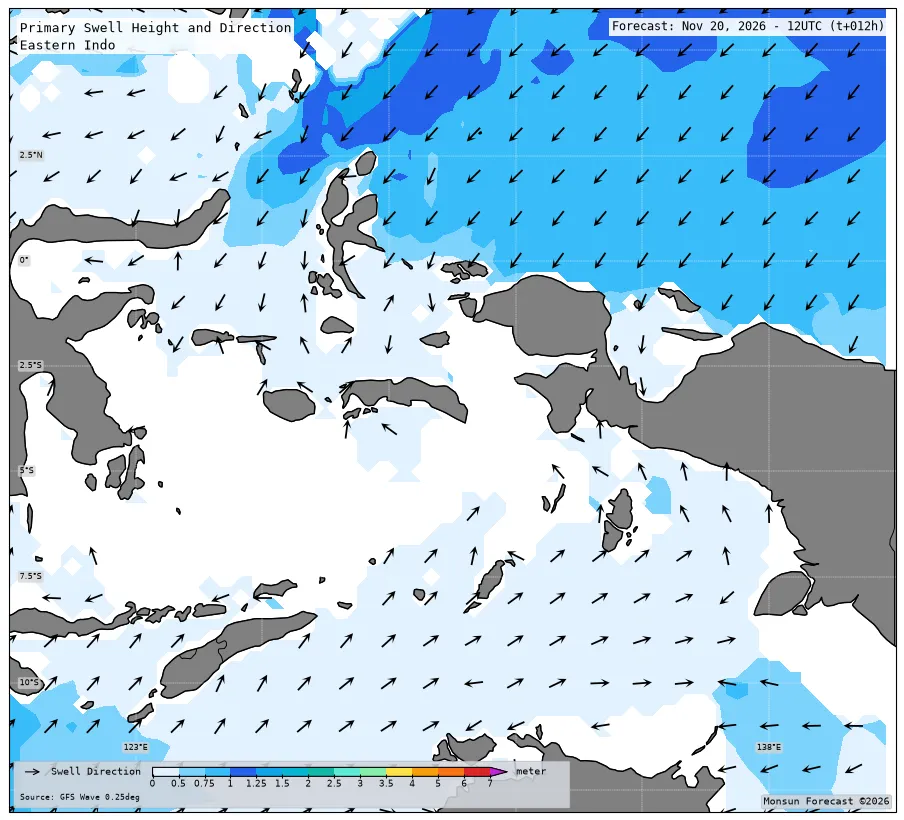 Primary Swell Height and Direction
Eastern Indo
Forecast: Nov 20, 2026 - 12UTC (t+012h)
2.5°N
0°
2.5°S
5°S
7.5°S
10°S
123°E
138°E
Swell Direction
0 0.5 0.75 1 1.25 1.5 2 2.5 3 3.5 4 5 6 7
meter
Source: GFS Wave 0.25deg
Monsun Forecast ©2026